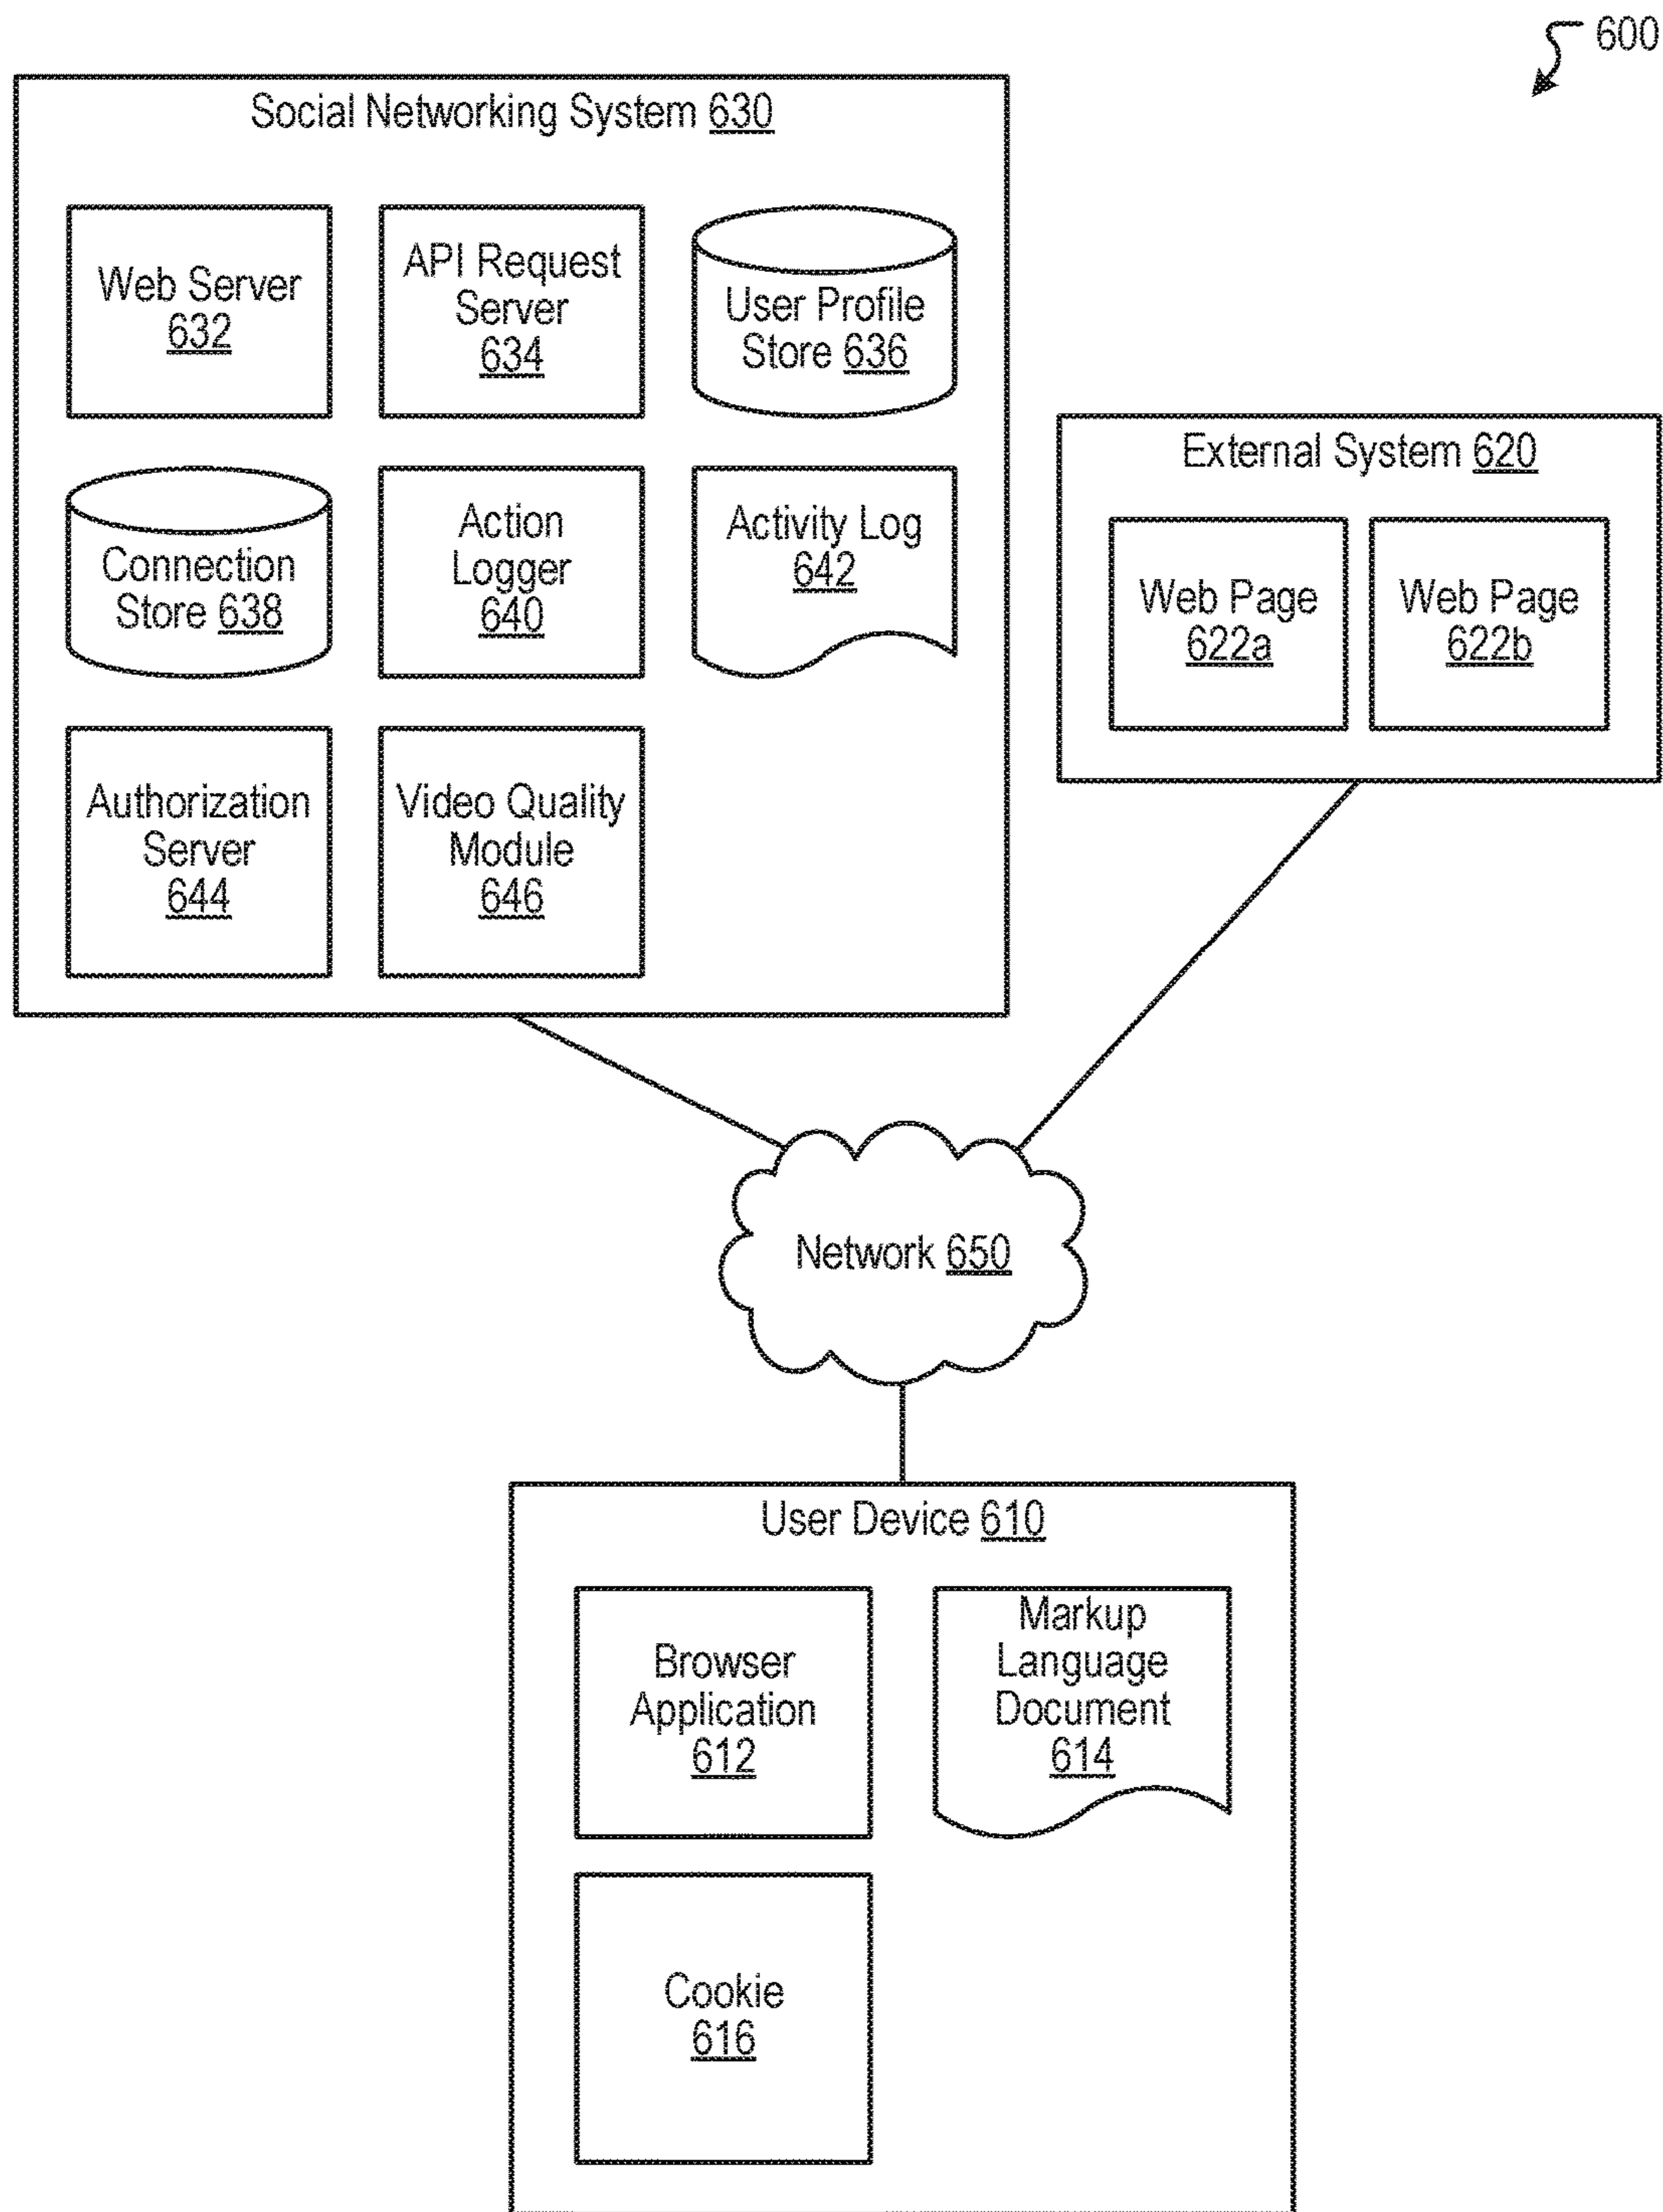 600
Social Networking System 630
Web Server
632
API Request
Server
634
User Profile
Store 636
Connection
Store 638
Action
Logger
640
Activity Log
642
Authorization
Server
644
Video Quality
Module
646
External System 620
Web Page
622a
Web Page
622b
Network 650
User Device 610
Browser
Application
612
Markup
Language
Document
614
Cookie
616